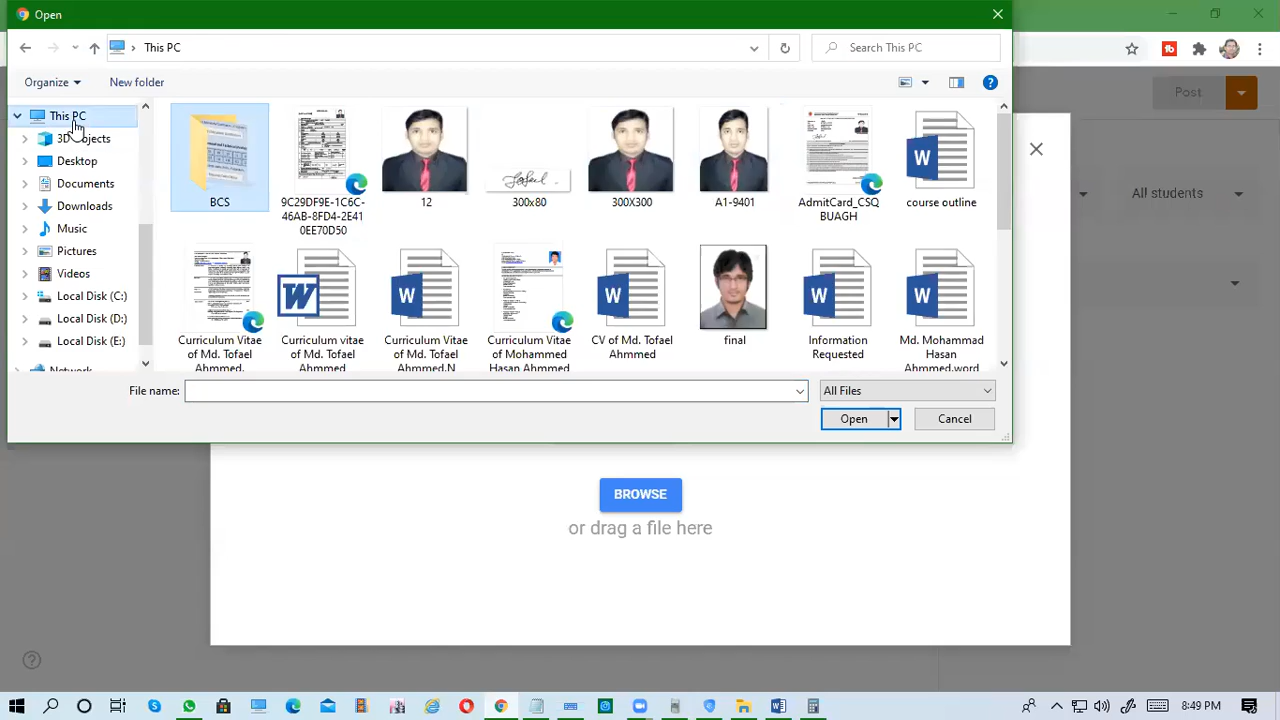 Open
This PC
Search This PC
Organize
New folder
Post
This PC
3D Objects
Desktop
Documents
Downloads
Music
Pictures
Videos
Local Disk (C:)
Local Disk (D:)
Local Disk (E:)
Network
BCS
9C29DF9E-1C6C-
46AB-8FD4-2E41
0EE70D50
12
300x80
300X300
A1-9401
AdmitCard_CSQ
BUAGH
course outline
Curriculum Vitae
of Md. Tofael
Ahmmed.
Curriculum Vitae
of Md. Tofael
Ahmmed
Curriculum Vitae
of Md. Tofael
Ahmmed.N
Curriculum Vitae
of Mohammed
Hasan Ahmmed
CV of Md. Tofael
Ahmmed
final
Information
Requested
Md. Mohammad
Hasan
Ahmmed.word
All students
File name:
All Files
Open
Cancel
BROWSE
or drag a file here
8:49 PM